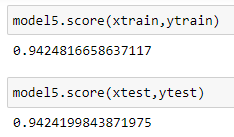 model5.score(xtrain,ytrain)
0.9424816658637117
model5.score(xtest,ytest)
0.9424199843871975